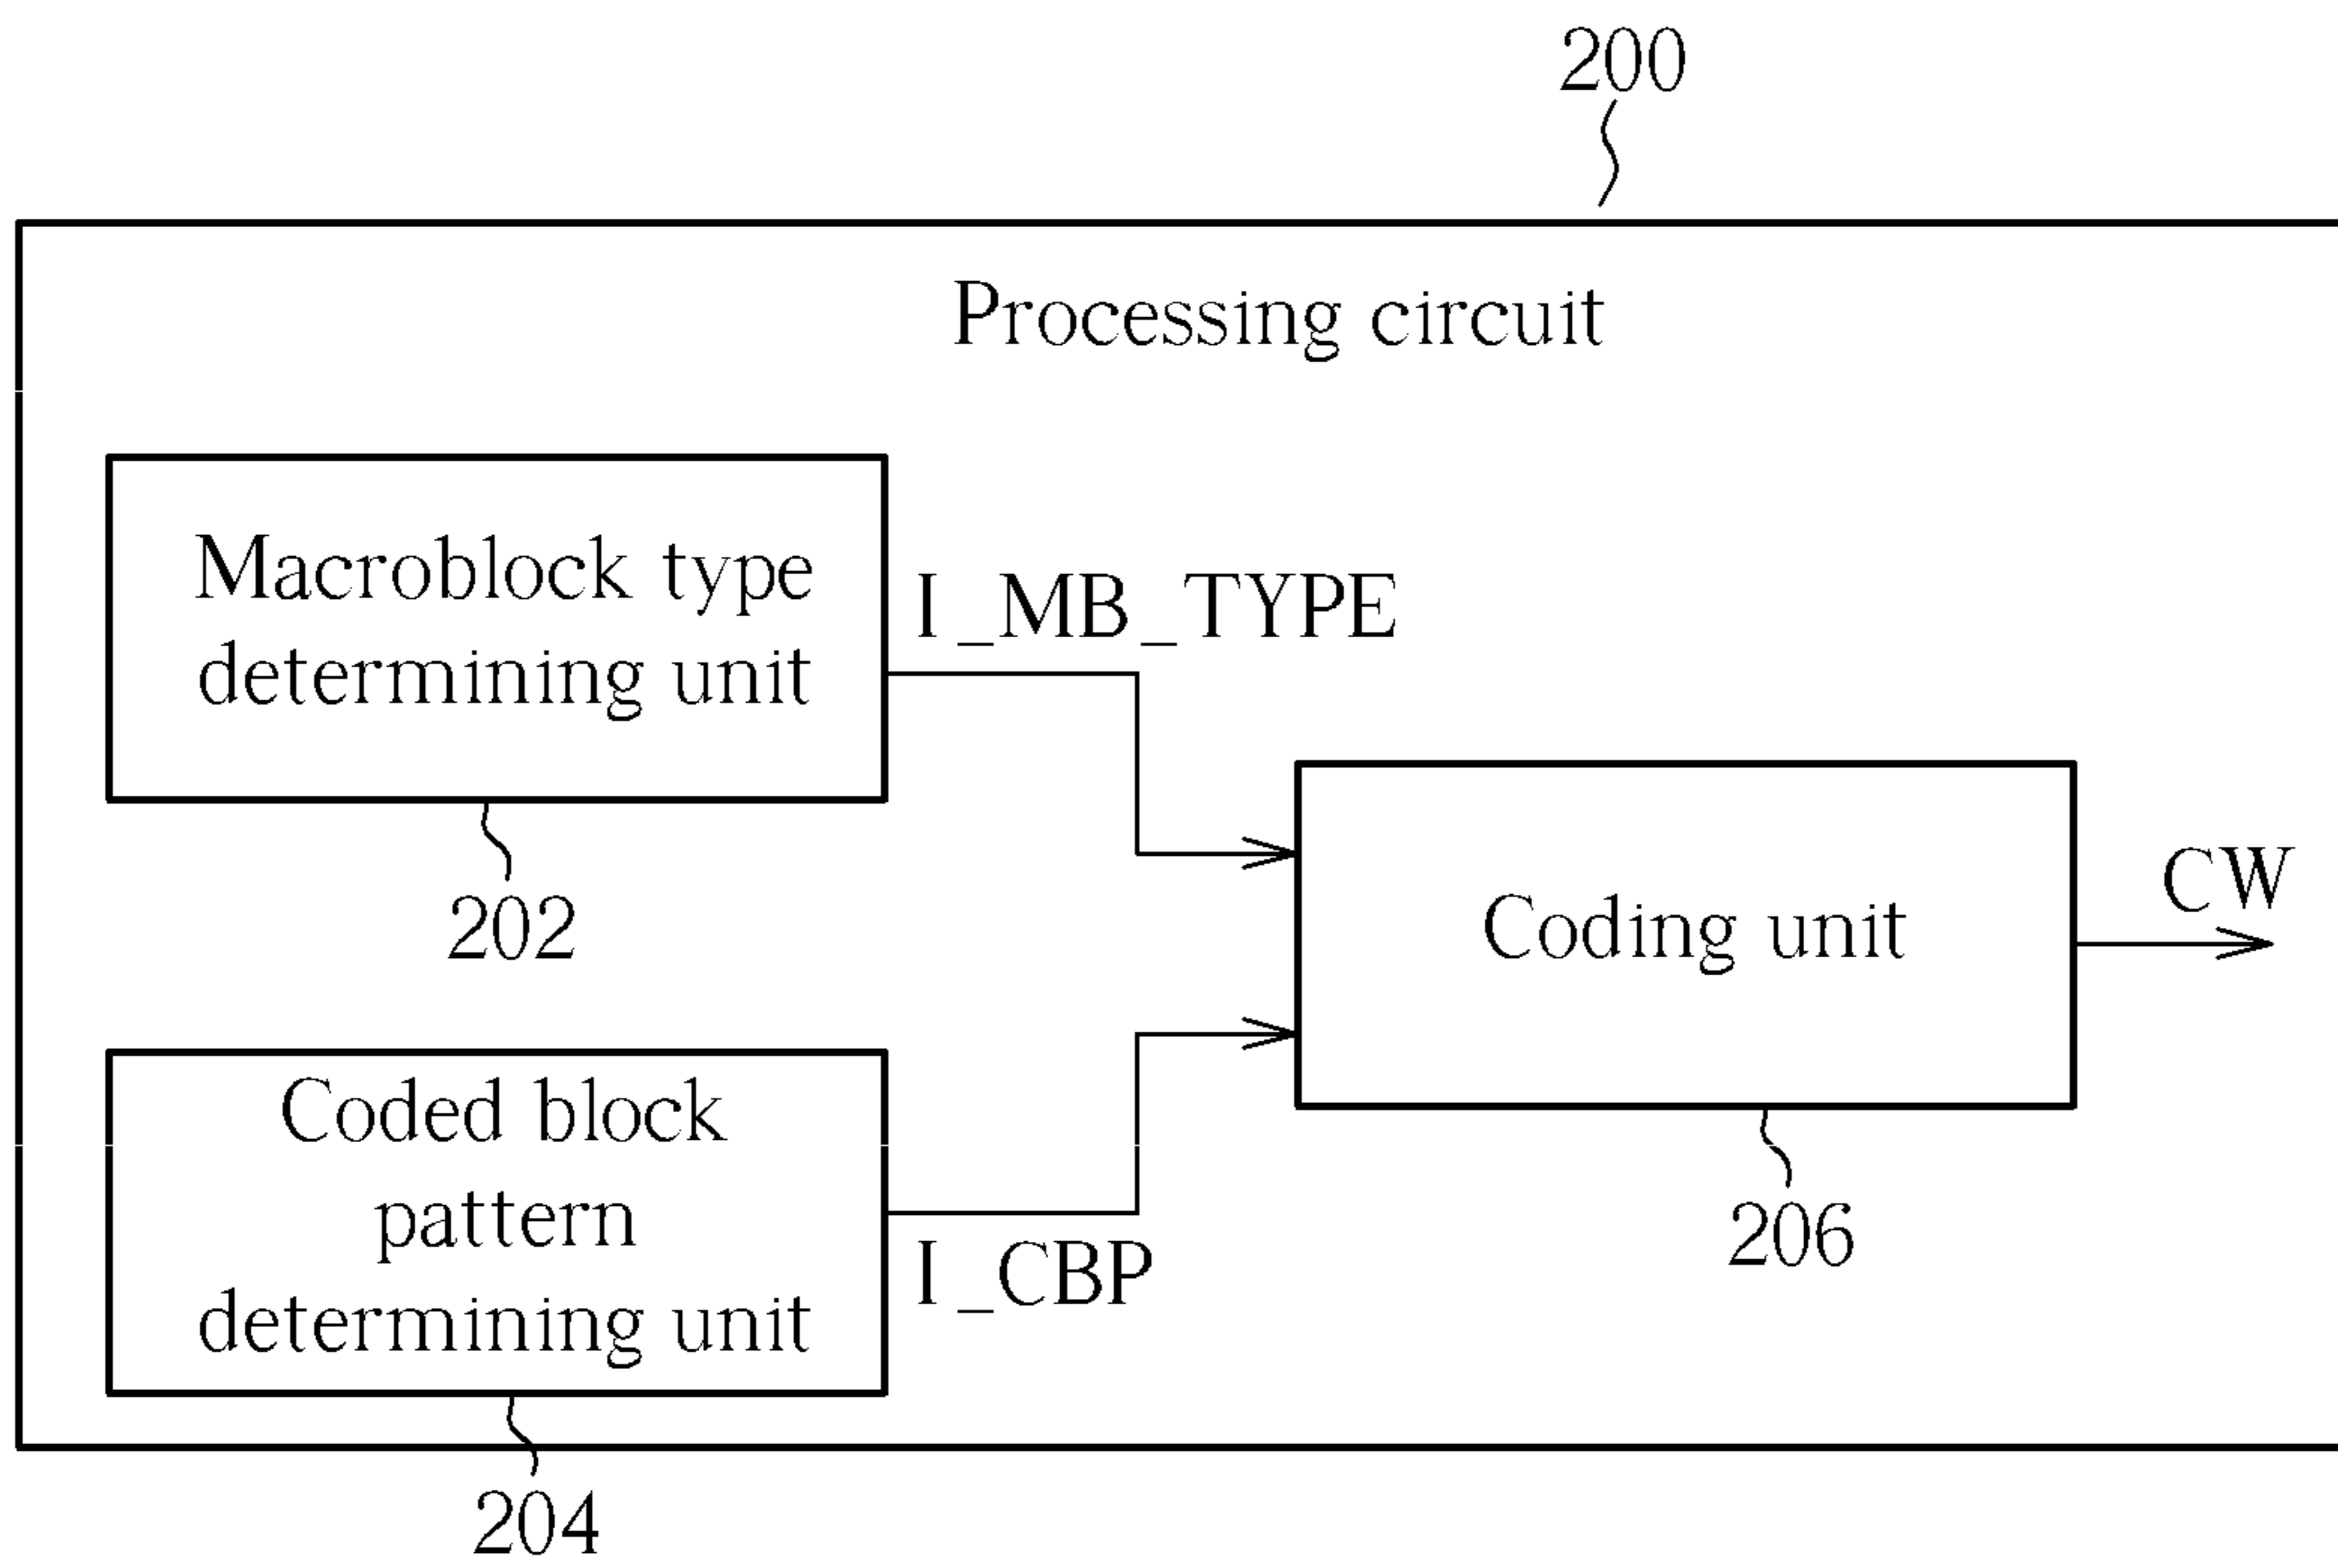 200
Processing circuit
Macroblock type
determining unit
I_MB_TYPE
202
Coding unit
CW
206
Coded block
pattern
determining unit
I_CBP
204